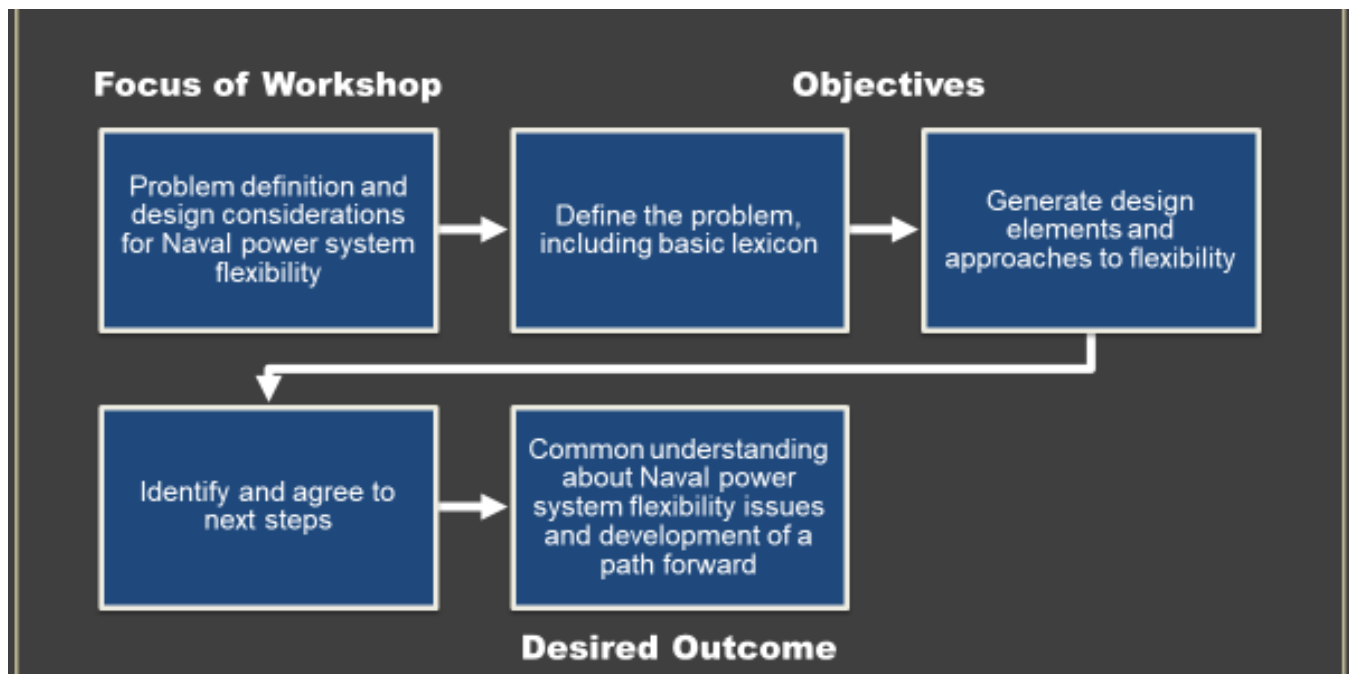 Focus of Workshop
Objectives
Problem definition and
design considerations
for Naval power system
flexibility
Define the problem,
including basic lexicon
Generate design
elements and
approaches to flexibility
Identify and agree to
next steps
Common understanding
about Naval power
system flexibility issues
and development of a
path forward
Desired Outcome